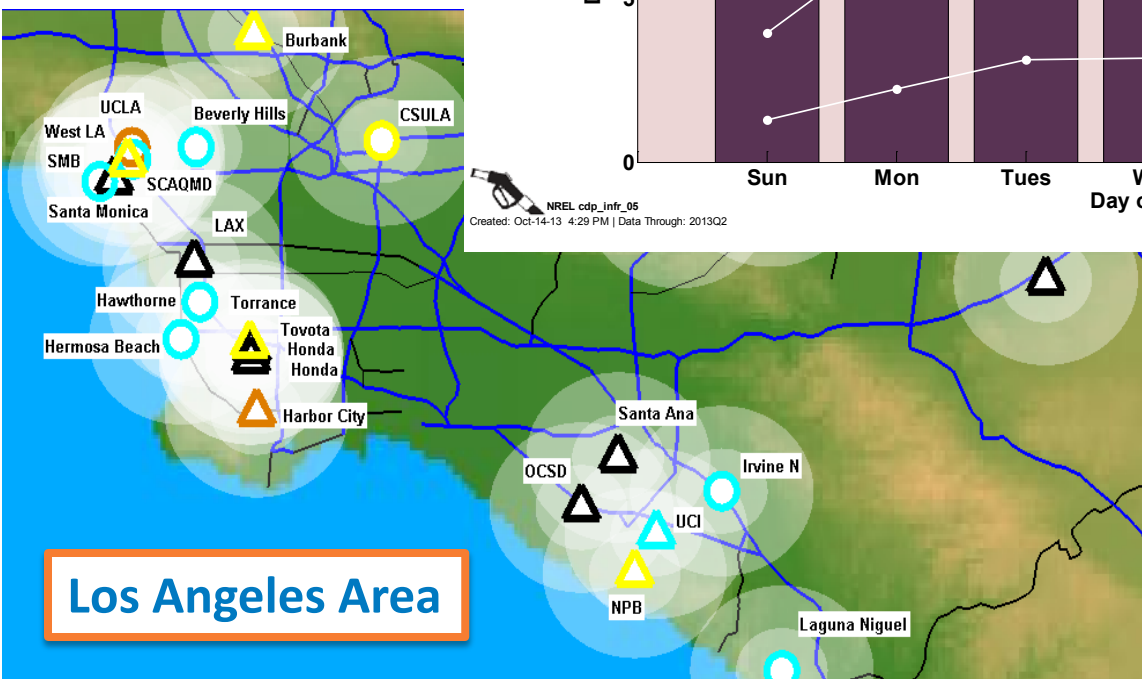 Burbank
UCLA
Beverly Hills
CSULA
West LA
SMB
SCAQMD
Santa Monica
LAX
Hawthorne
Torrance
Hermosa Beach
Tovota
Honda
Honda
Harbor City
Santa Ana
OCSD
Irvine N
UCI
NPB
Laguna Niguel
Los Angeles Area
0
Sun Mon Tues W
Day o
NREL cdp_infr_05
Created: Oct-14-13 4:29 PM | Data Through: 2013Q2